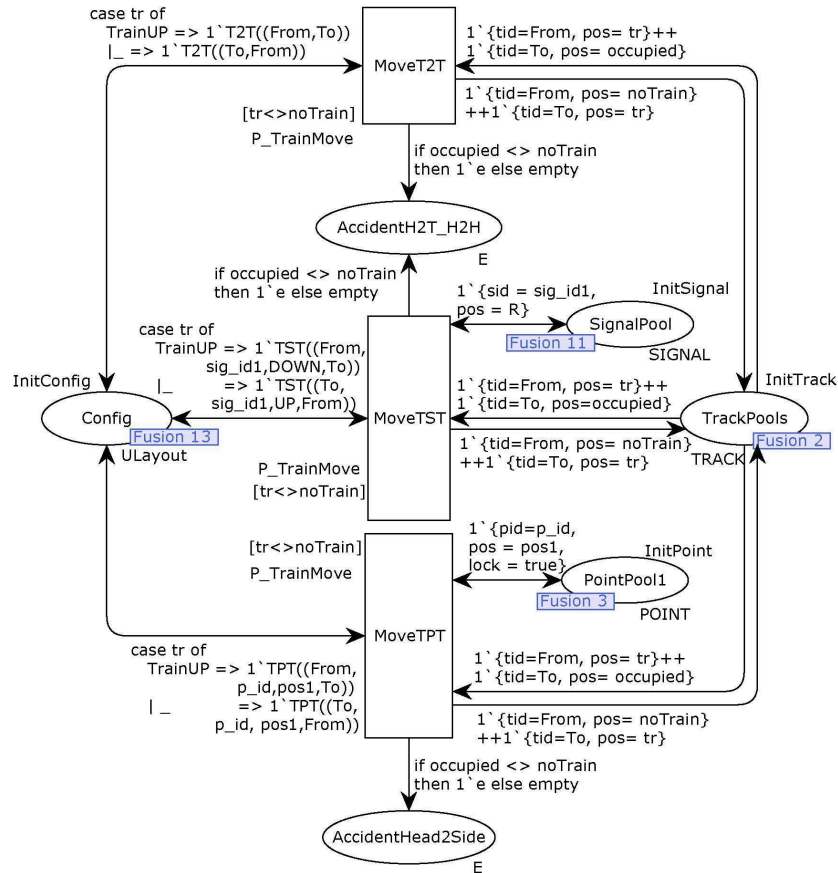 case tr of
TrainUP => 1`T2T((From,To))
|_ => 1`T2T((To,From))
MoveT2T
1`{tid=From, pos= tr}++
1`{tid=To, pos= occupied}
1`{tid=From, pos= noTrain}
++1`{tid=To, pos= tr}
[tr<>noTrain]
P_TrainMove
if occupied <> noTrain
then 1`e else empty
AccidentH2T_H2H
E
if occupied <> noTrain
then 1`e else empty
1`{sid = sig_id1,
pos = R}
InitSignal
SignalPool
Fusion 11
SIGNAL
case tr of
TrainUP => 1`TST((From,
sig_id1,DOWN,To))
|_ => 1`TST((To,
sig_id1,UP,From))
InitConfig
Config
Fusion 13
ULayout
MoveTST
1`{tid=From, pos= tr}++
1`{tid=To, pos=occupied}
1`{tid=From, pos= noTrain}
++1`{tid=To, pos= tr}
InitTrack
TrackPools
Fusion 2
TRACK
P_TrainMove
[tr<>noTrain]
[tr<>noTrain]
P_TrainMove
MoveTPT
1`{pid=p_id,
pos = pos1,
lock = true}
InitPoint
PointPool1
Fusion 3
POINT
case tr of
TrainUP => 1`TPT((From,
p_id,pos1,To))
| _ => 1`TPT((To,
p_id, pos1,From))
1`{tid=From, pos= tr}++
1`{tid=To, pos= occupied}
1`{tid=From, pos= noTrain}
++1`{tid=To, pos= tr}
if occupied <> noTrain
then 1`e else empty
AccidentHead2Side
E